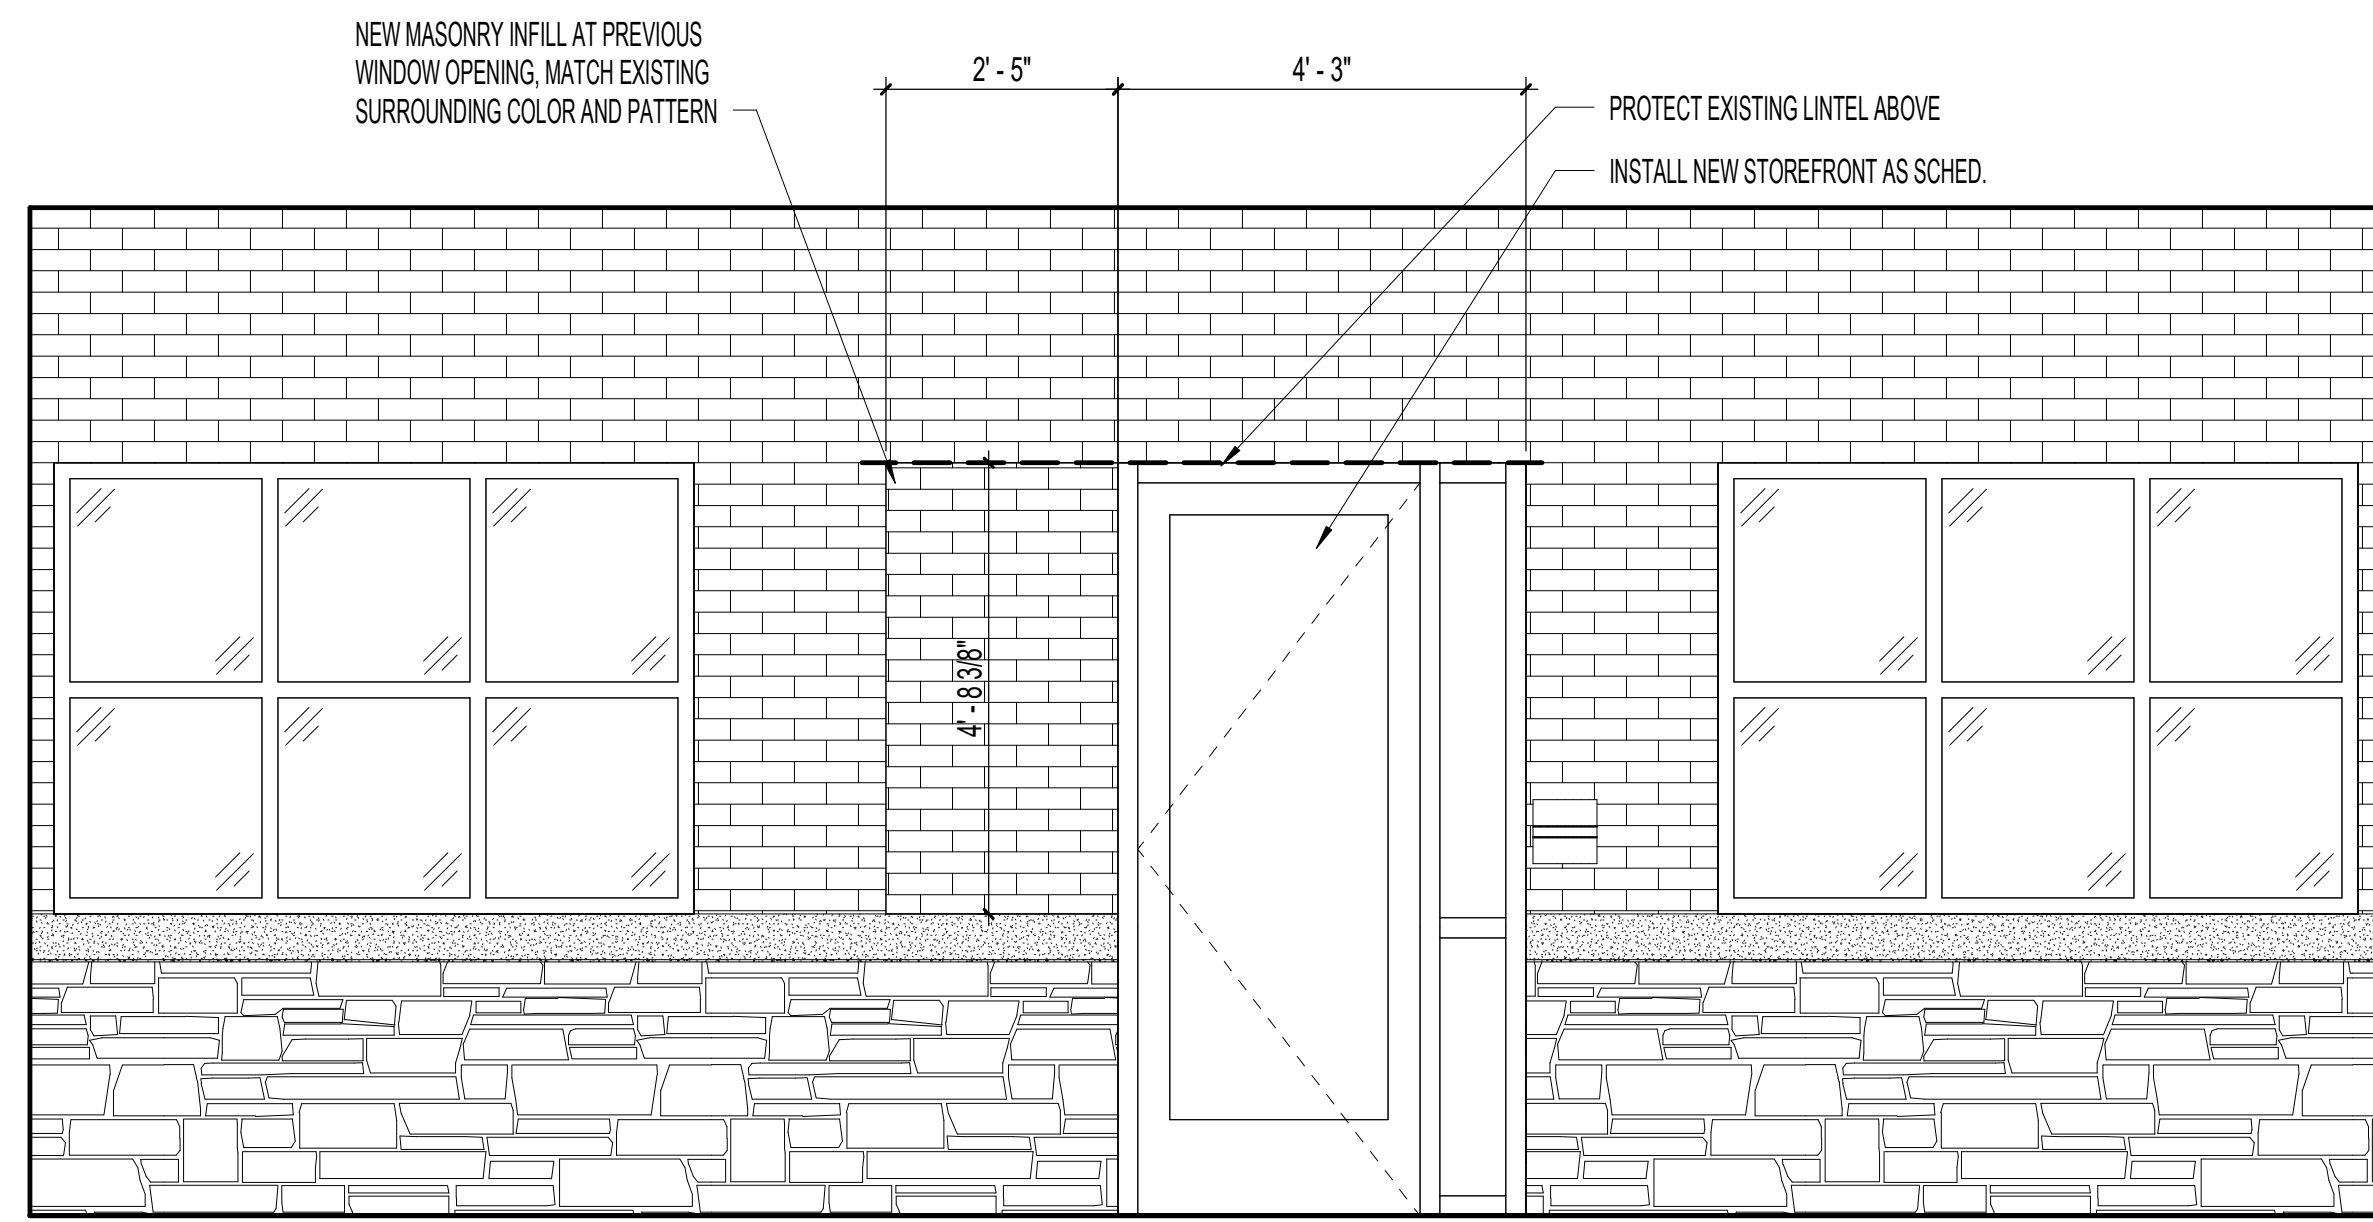 NEW MASONRY INFILL AT PREVIOUS
WINDOW OPENING, MATCH EXISTING
SURROUNDING COLOR AND PATTERN
2' - 5"
4' - 3"
PROTECT EXISTING LINTEL ABOVE
INSTALL NEW STOREFRONT AS SCHED.
4' - 8 3/8"